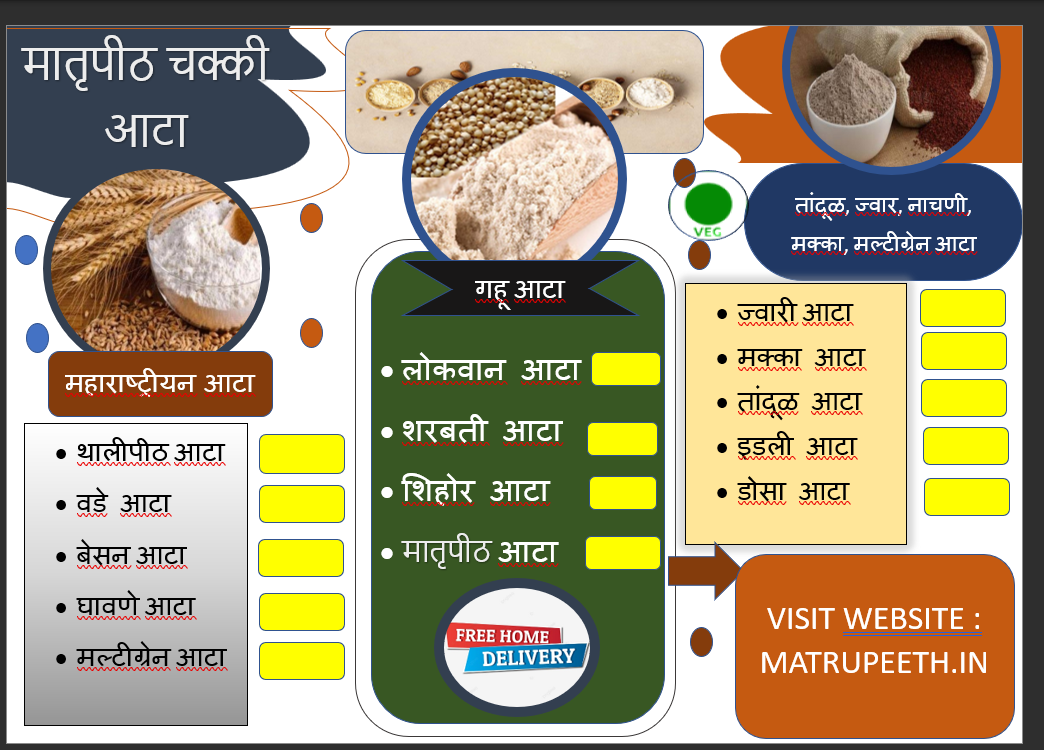 मातृपीठ चक्की
आटा
महाराष्ट्रीयन आटा
थालीपीठ आटा
वडे आटा
बेसन आटा
घावणे आटा
मल्टीग्रेन आटा
गहू आटा
लोकवान आटा
शरबती आटा
शिहोर आटा
मातृपीठ आटा
FREE HOME
DELIVERY
VEG
तांदूळ, ज्वार, नाचणी,
मक्का, मल्टीग्रेन आटा
ज्वारी आटा
मक्का आटा
तांदूळ आटा
इडली आटा
डोसा आटा
VISIT WEBSITE :
MATRUPEETH.IN